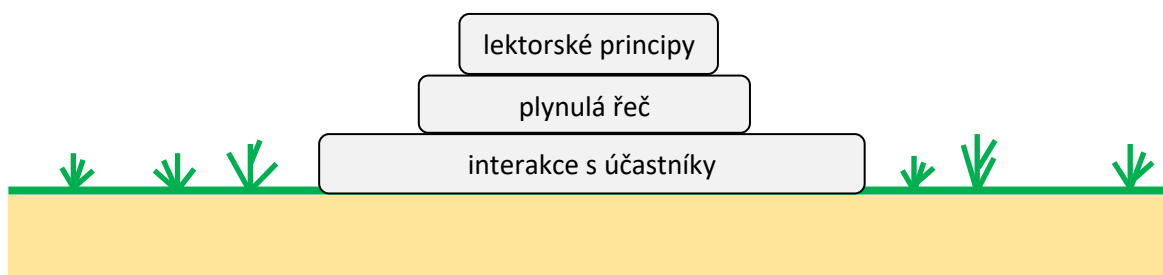 lektorské principy
plynulá řeč
interakce s účastníky